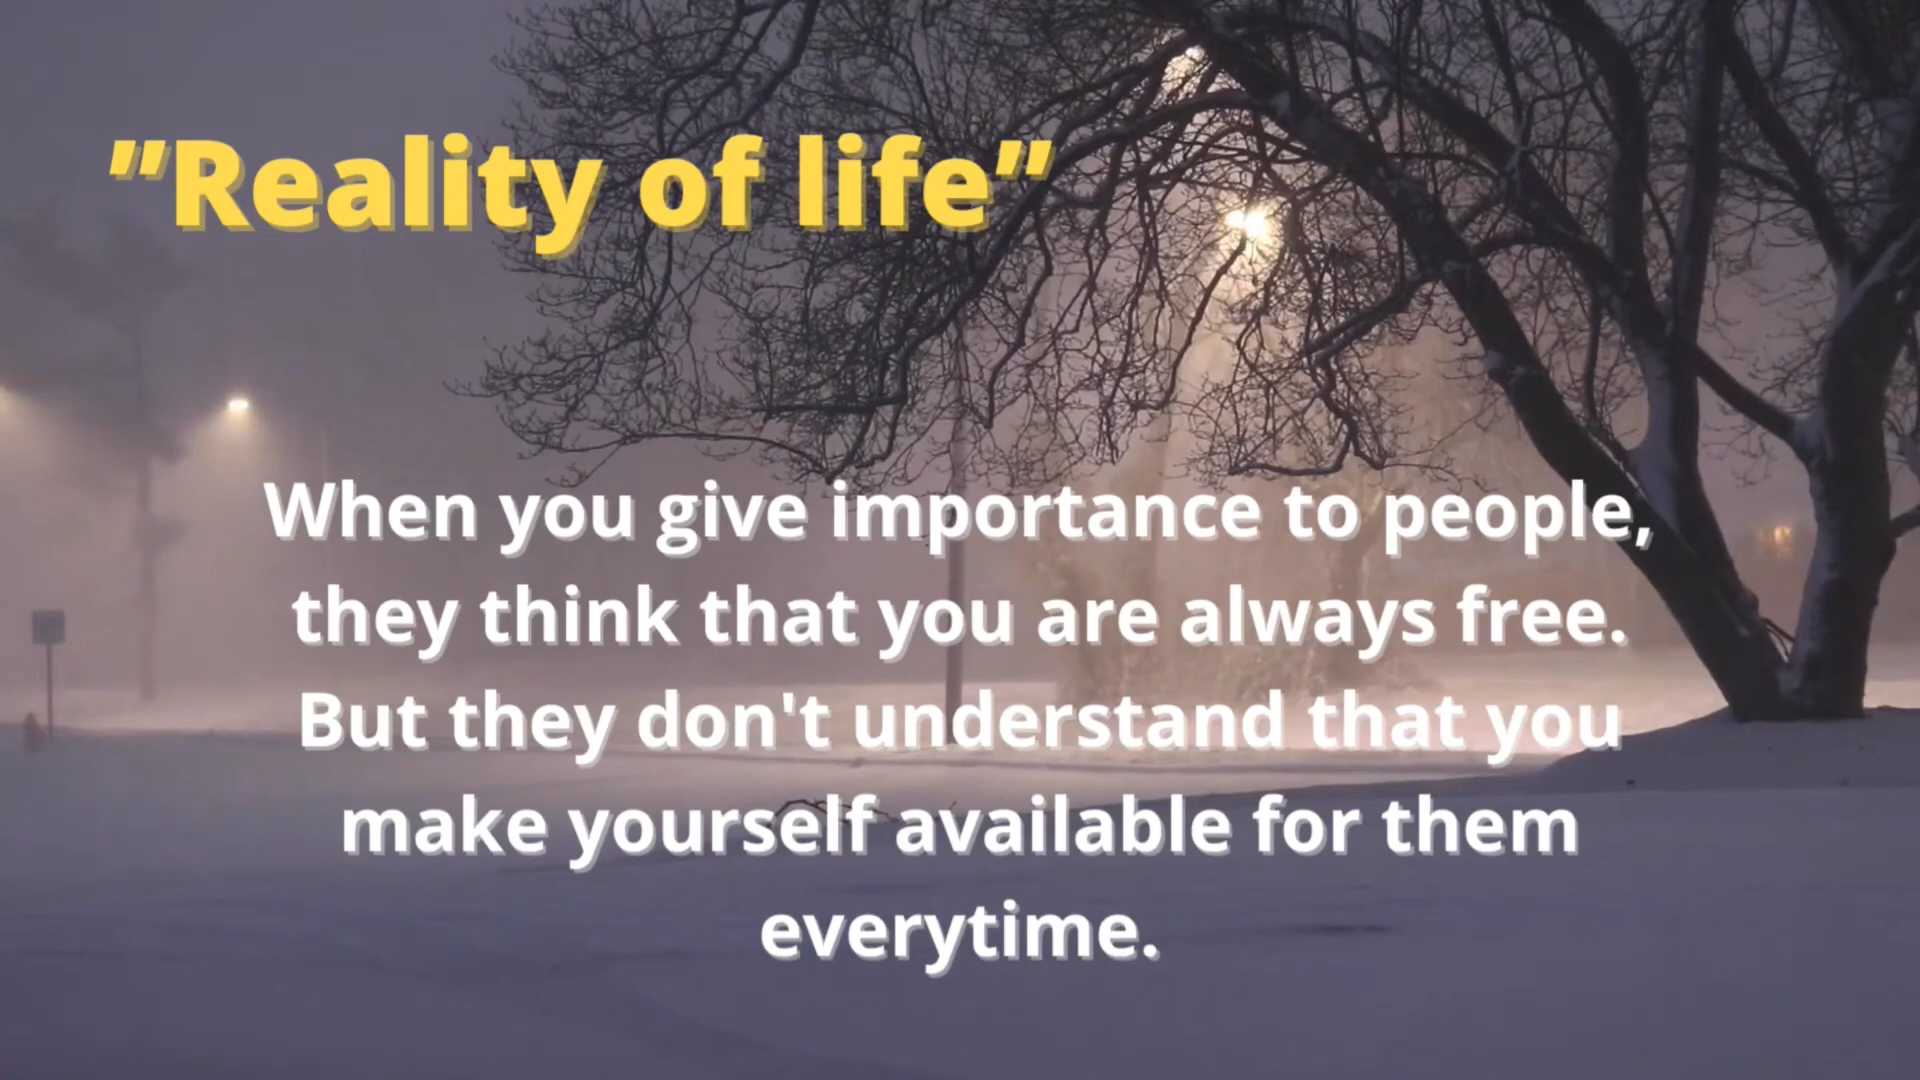 "Reality of life"
When you give importance to people,
they think that you are always free.
But they don't understand that you
make yourself available for them
everytime.